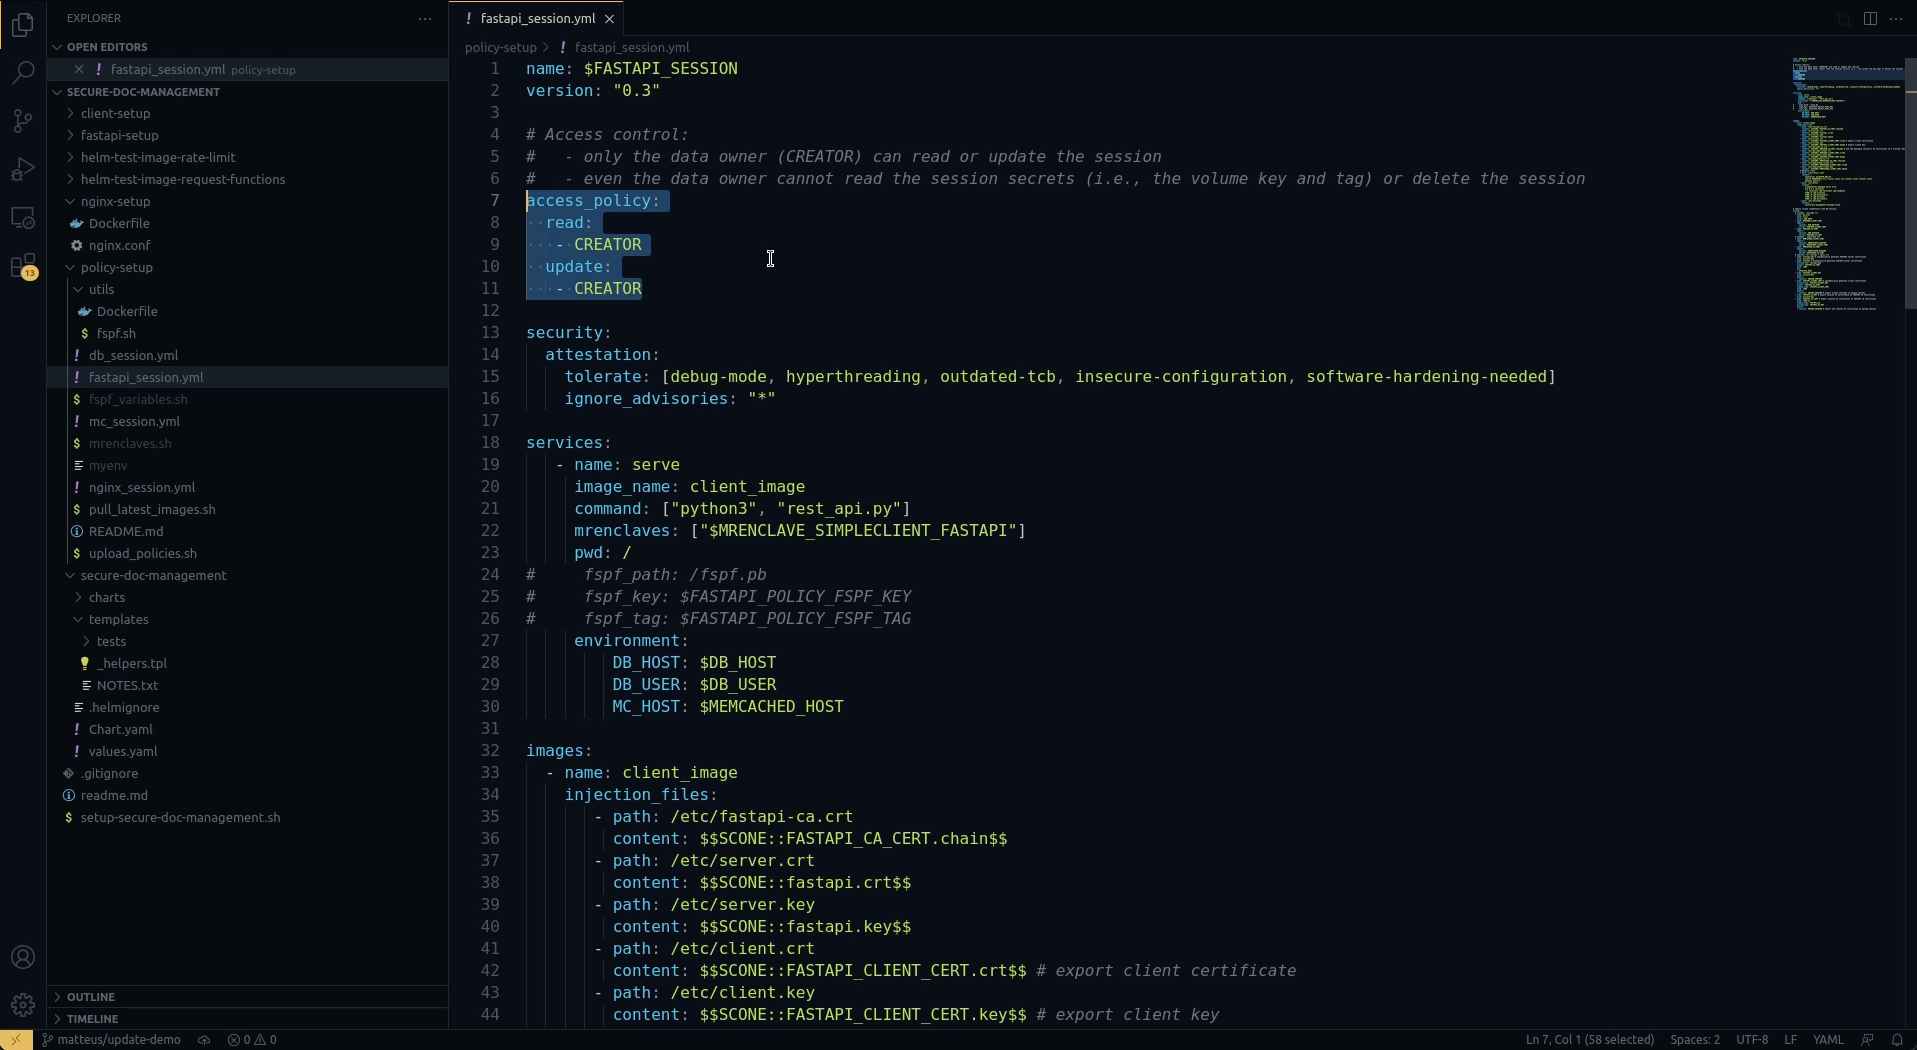 EXPLORER
OPEN EDITORS
fastapi_session.yml policy-setup
SECURE-DOC-MANAGEMENT
client-setup
fastapi-setup
helm-test-image-rate-limit
helm-test-image-request-functions
nginx-setup
Dockerfile
nginx.conf
policy-setup
utils
Dockerfile
fspf.sh
db_session.yml
fastapi_session.yml
fspf_variables.sh
mc_session.yml
mrenclaves.sh
myenv
nginx_session.yml
pull_latest_images.sh
README.md
upload_policies.sh
secure-doc-management
charts
templates
tests
_helpers.tpl
NOTES.txt
.helmignore
Chart.yaml
values.yaml
.gitignore
readme.md
setup-secure-doc-management.sh
OUTLINE
TIMELINE
13
fastapi_session.yml
policy-setup > fastapi_session.yml
1 name: $FASTAPI_SESSION
2 version: "0.3"
3
4 # Access control:
5 #   - only the data owner (CREATOR) can read or update the session
6 #   - even the data owner cannot read the session secrets (i.e., the volume key and tag) or delete the session
7 access_policy:
8   read:
9    - CREATOR
10   update:
11    - CREATOR
12
13 security:
14   attestation:
15     tolerate: [debug-mode, hyperthreading, outdated-tcb, insecure-configuration, software-hardening-needed]
16     ignore_advisories: "*"
17
18 services:
19    - name: serve
20      image_name: client_image
21      command: ["python3", "rest_api.py"]
22      mrenclaves: ["$MRENCLAVE_SIMPLECLIENT_FASTAPI"]
23      pwd: /
24 #     fspf_path: /fspf.pb
25 #     fspf_key: $FASTAPI_POLICY_FSPF_KEY
26 #     fspf_tag: $FASTAPI_POLICY_FSPF_TAG
27      environment:
28          DB_HOST: $DB_HOST
29          DB_USER: $DB_USER
30          MC_HOST: $MEMCACHED_HOST
31
32 images:
33   - name: client_image
34     injection_files:
35        - path: /etc/fastapi-ca.crt
36          content: $$SCONE::FASTAPI_CA_CERT.chain$$
37        - path: /etc/server.crt
38          content: $$SCONE::fastapi.crt$$
39        - path: /etc/server.key
40          content: $$SCONE::fastapi.key$$
41        - path: /etc/client.crt
42          content: $$SCONE::FASTAPI_CLIENT_CERT.crt$$ # export client certificate
43        - path: /etc/client.key
44          content: $$SCONE::FASTAPI_CLIENT_CERT.key$$ # export client key
matteus/update-demo 0 0 Ln 7, Col 1 (58 selected) Spaces: 2 UTF-8 LF YAML